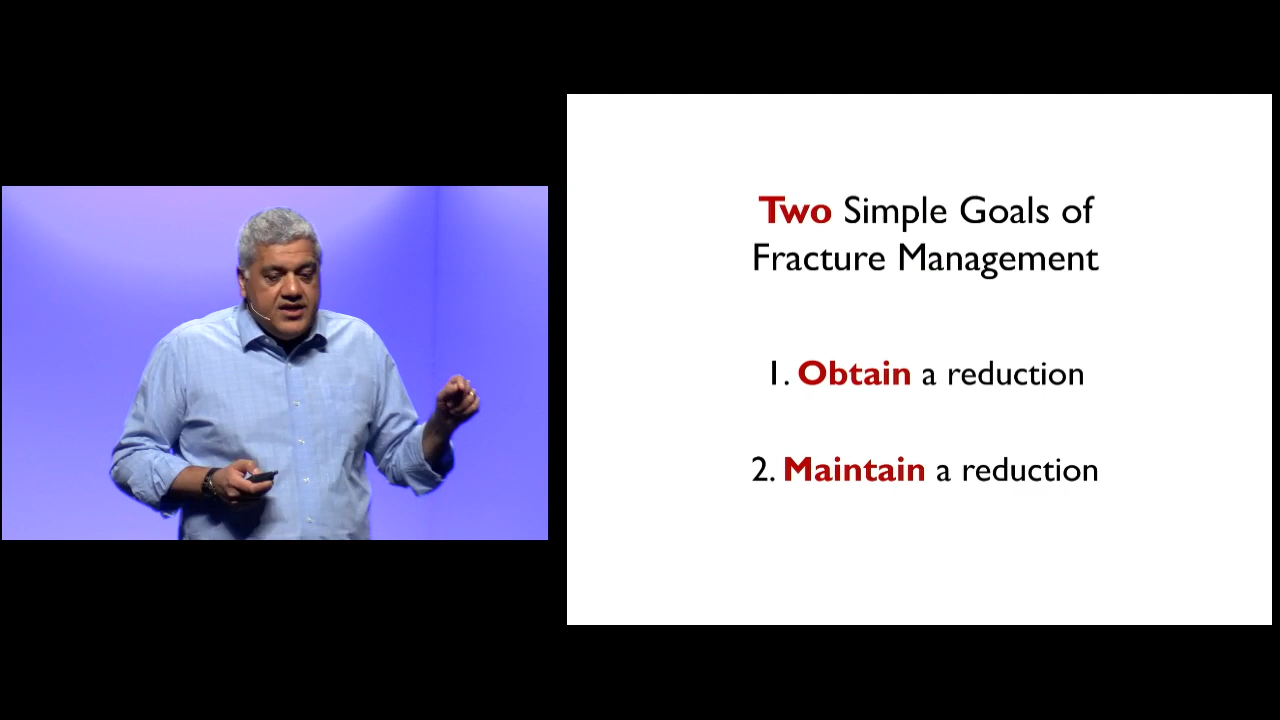 Two Simple Goals of
Fracture Management
1. Obtain a reduction
2. Maintain a reduction